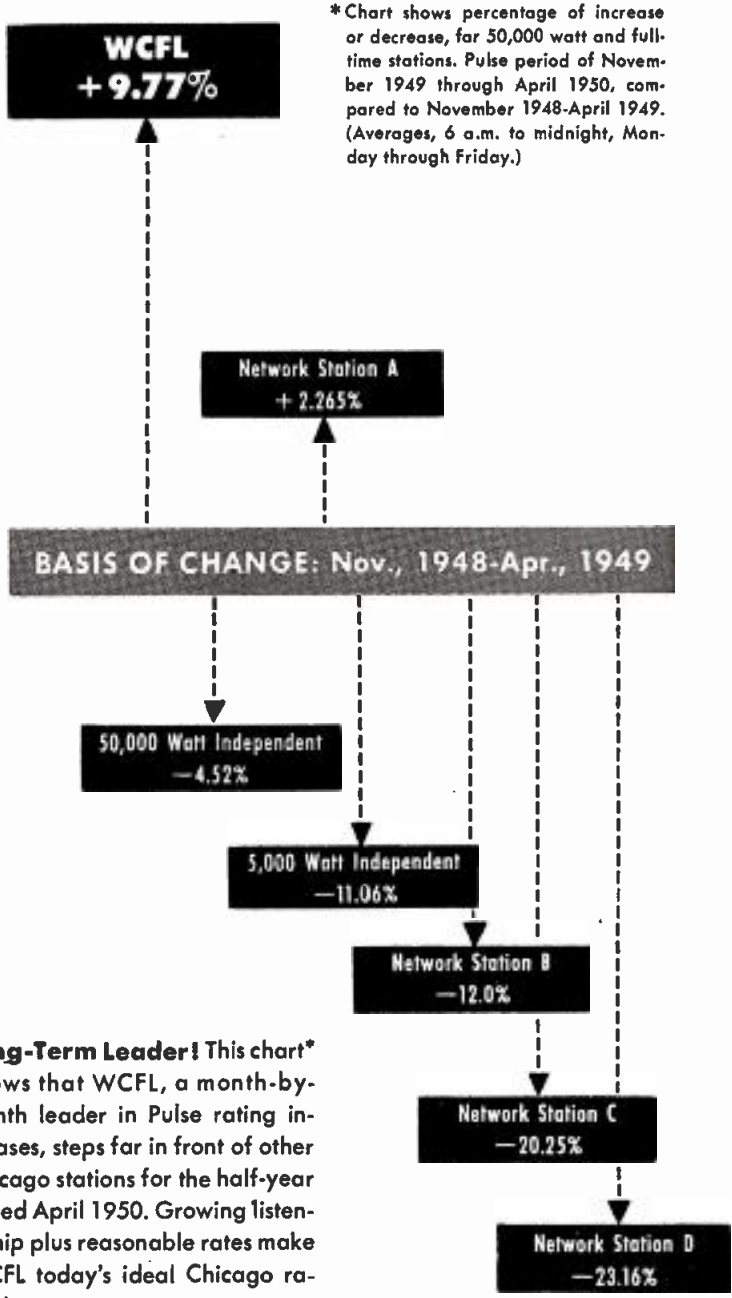 WCFL
+9.77%
* Chart shows percentage of increase
or decrease, far 50,000 watt and full-
time stations. Pulse period of Novem-
ber 1949 through April 1950, com-
pared to November 1948-April 1949.
(Averages, 6 a.m. to midnight, Mon-
day through Friday.)
Network Station A
+ 2.265%
BASIS OF CHANGE: Nov., 1948-Apr., 1949
50,000 Watt Independent
—4.52%
5,000 Watt Independent
—11.06%
Network Station B
—12.0%
Network Station C
—20.25%
Network Station D
—23.16%
ng-Term Leader! This chart*
ows that WCFL, a month-by-
nth leader in Pulse rating in-
ases, steps far in front of other
cago stations for the half-year
ed April 1950. Growing listen-
hip plus reasonable rates make
CFL today's ideal Chicago ra-